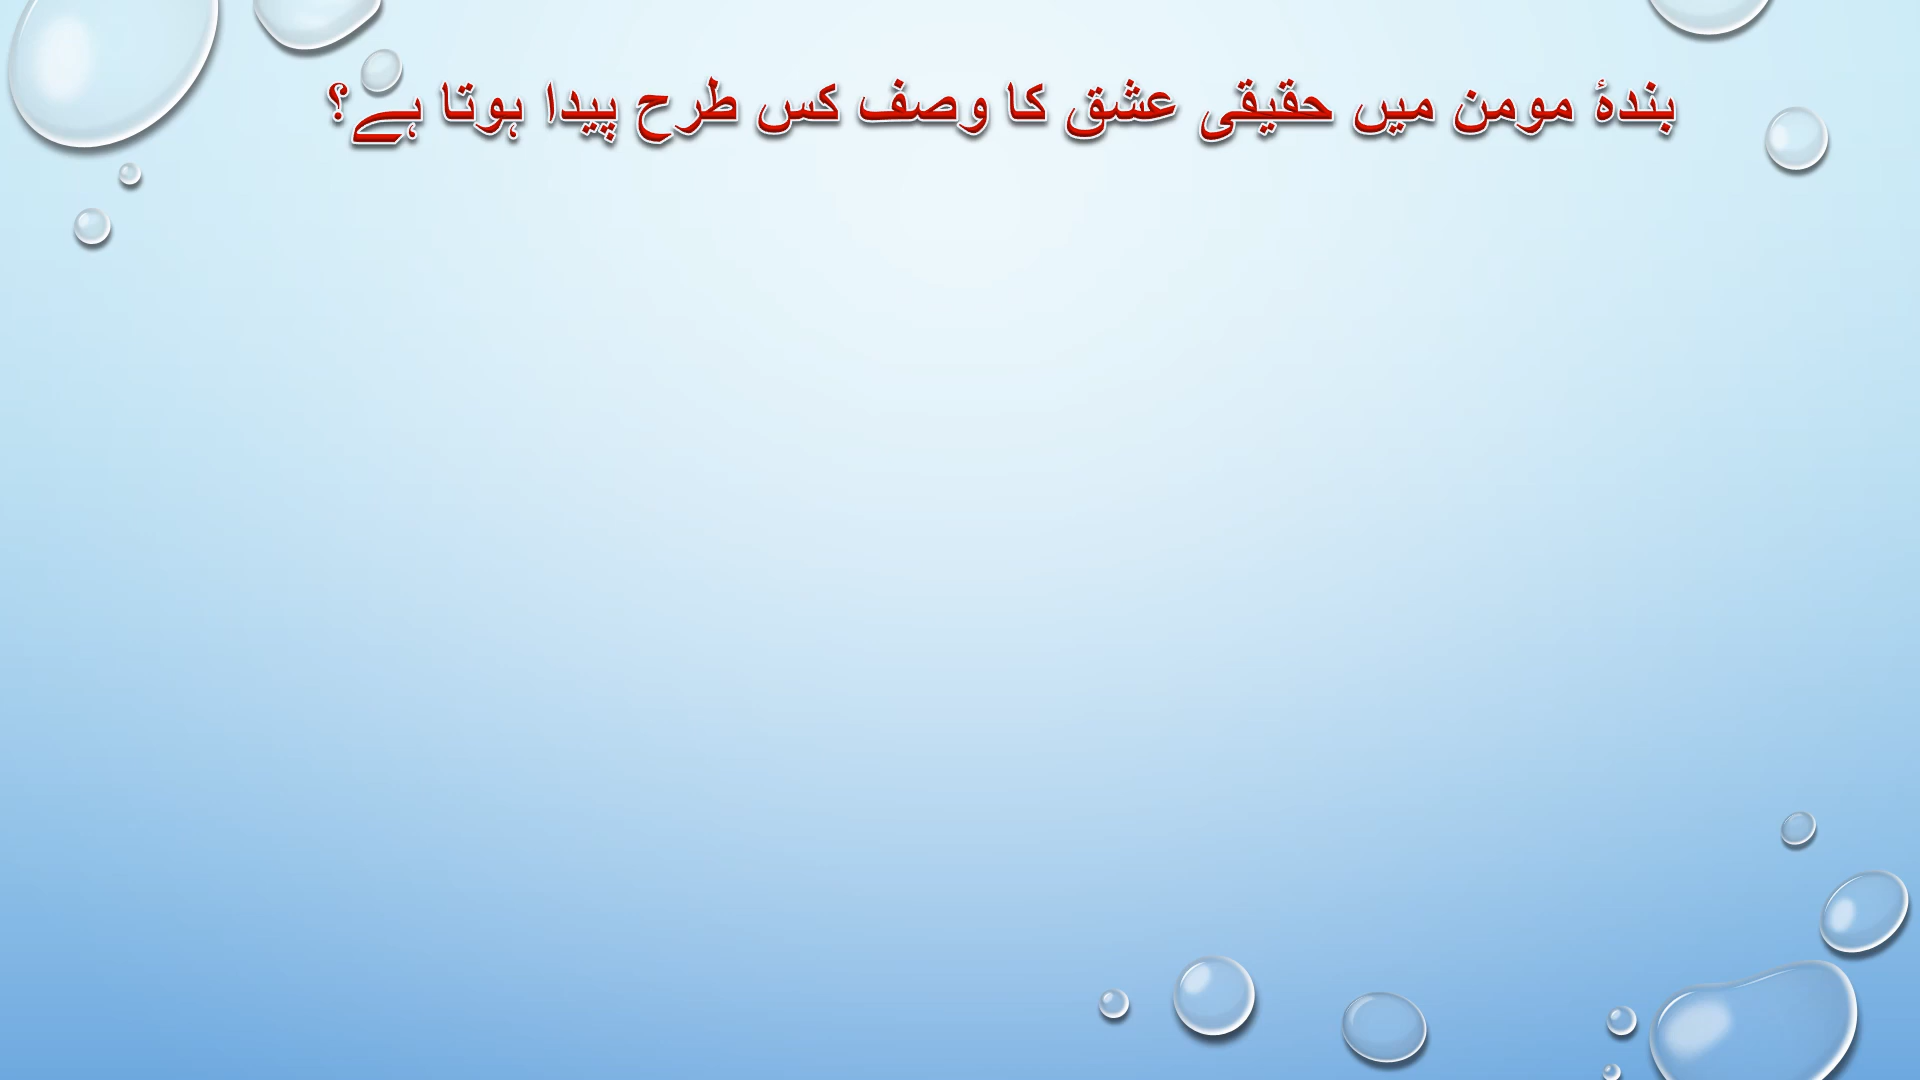 بندۂ مومن میں حقیقی عشق کا وصف کس طرح پیدا ہوتا ہے؟